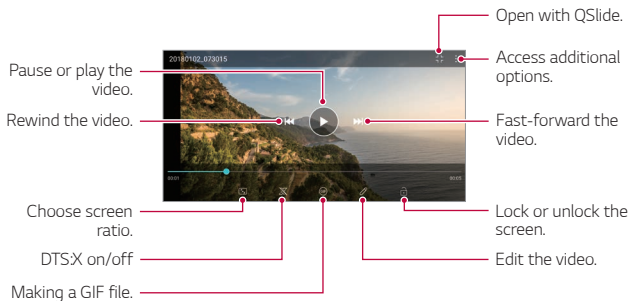 Open with QSlide.
20180102_073015
Access additional
options.
Pause or play the
video.
Rewind the video.
Fast-forward the
video.
00:01
00:05
GIF
Choose screen
ratio.
Lock or unlock the
screen.
DTS:X on/off
Edit the video.
Making a GIF file.